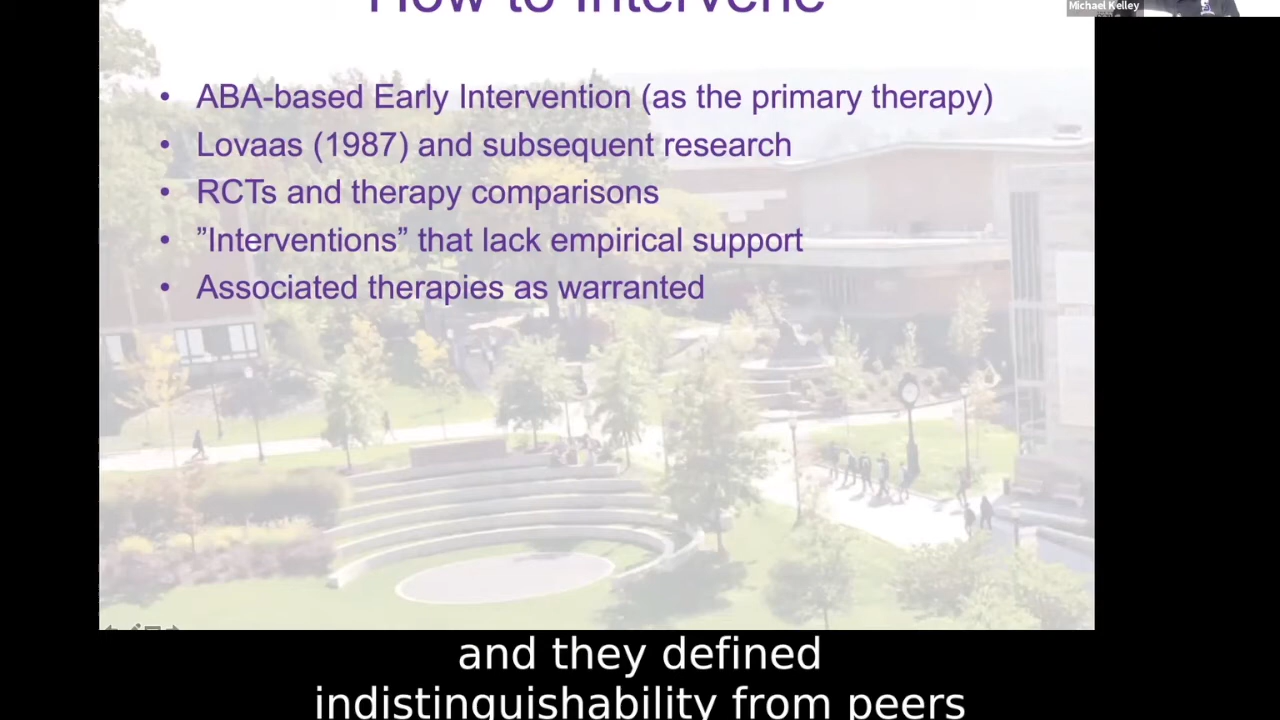 How to Intervene
Michael Kelley
• ABA-based Early Intervention (as the primary therapy)
• Lovaas (1987) and subsequent research
• RCTs and therapy comparisons
• ”Interventions” that lack empirical support
• Associated therapies as warranted
and they defined
indistinguishability from peers